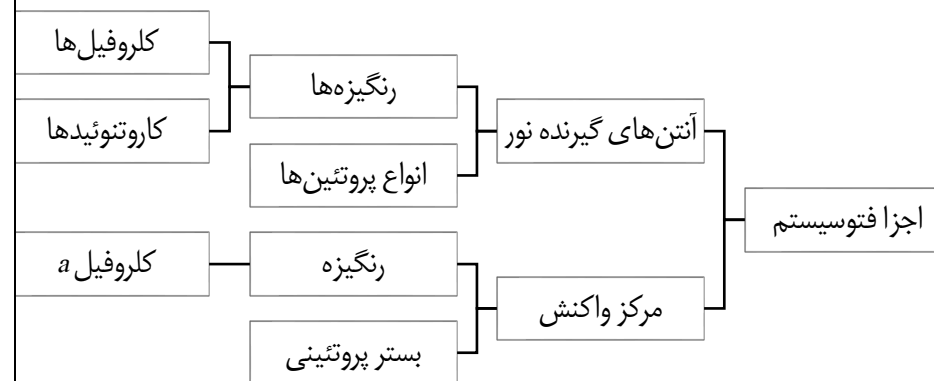 اجزا فتوسیستم
آنتن‌های گیرنده نور
رنگیزه‌ها
کلروفیل‌ها
کاروتنوئیدها
انواع پروتئین‌ها
مرکز واکنش
رنگیزه
کلروفیل a
بستر پروتئینی